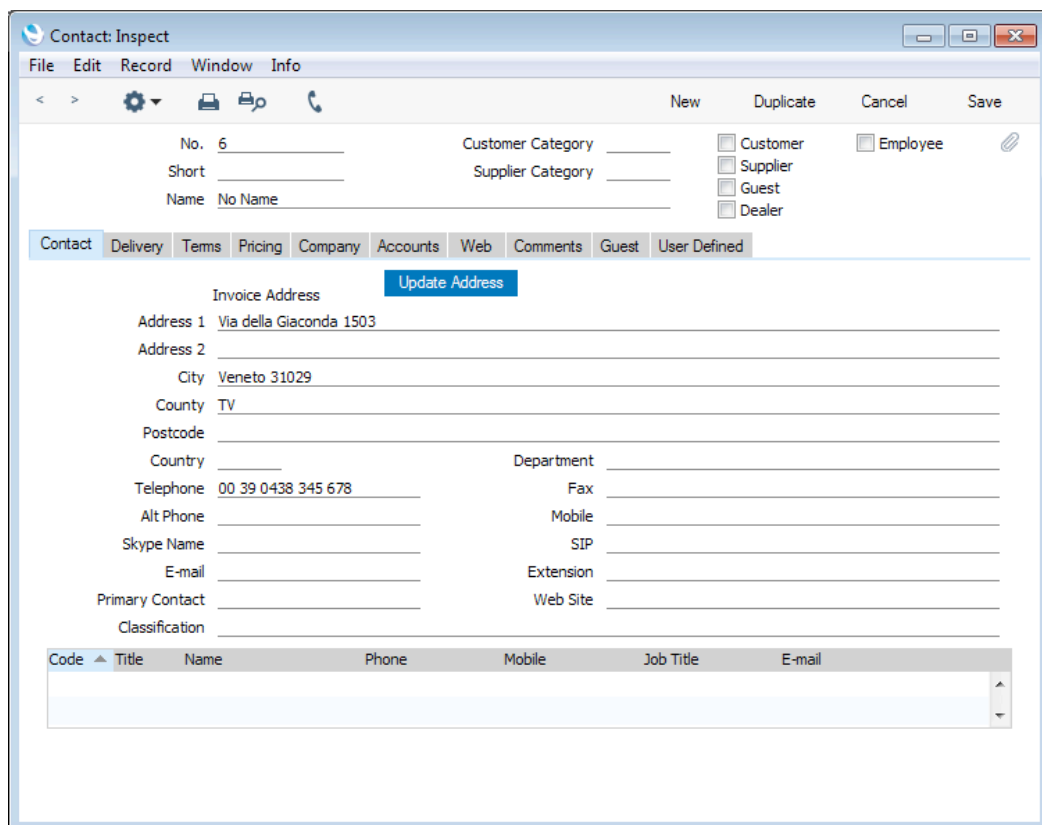 Contact: Inspect
File Edit Record Window Info
< > New Duplicate Cancel Save
No. 6 Customer Category Customer Employee
Short Supplier Category Supplier
Guest
Name No Name
Dealer
Contact Delivery Terms Pricing Company Accounts Web Comments Guest User Defined
Update Address
Invoice Address
Address 1 Via della Giaconda 1503
Address 2
City Veneto 31029
County TV
Postcode
Country Department
Telephone 00 39 0438 345 678 Fax
Alt Phone Mobile
Skype Name SIP
E-mail Extension
Primary Contact Web Site
Classification
Code Title Name Phone Mobile Job Title E-mail